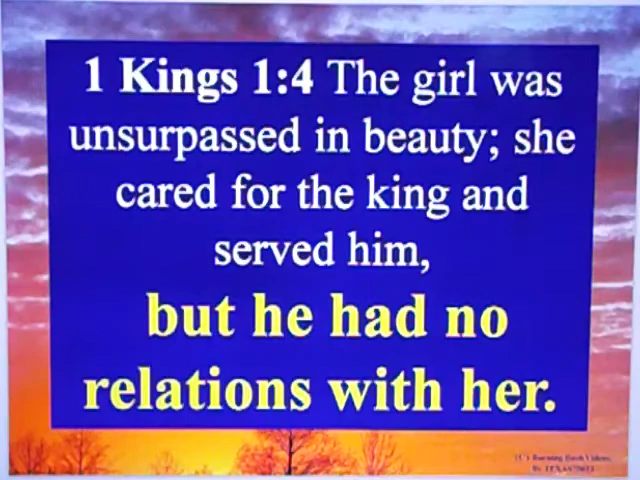 1 Kings 1:4 The girl was
unsurpassed in beauty; she
cared for the king and
served him,
but he had no
relations with her.